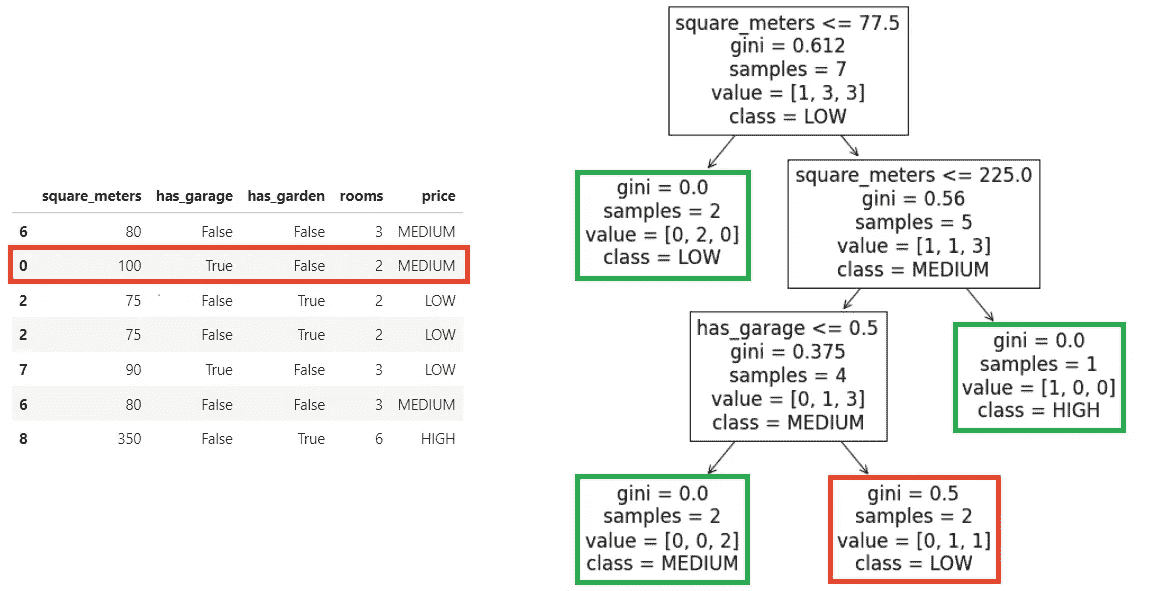 square_meters has_garage has_garden rooms price
6 80 False False 3 MEDIUM
0 100 True False 2 MEDIUM
2 75 False True 2 LOW
2 75 False True 2 LOW
7 90 True False 3 LOW
6 80 False False 3 MEDIUM
8 350 False True 6 HIGH
square_meters <= 77.5
gini = 0.612
samples = 7
value = [1, 3, 3]
class = LOW
gini = 0.0
samples = 2
value = [0, 2, 0]
class = LOW
square_meters <= 225.0
gini = 0.56
samples = 5
value = [1, 1, 3]
class = MEDIUM
has_garage <= 0.5
gini = 0.375
samples = 4
value = [0, 1, 3]
class = MEDIUM
gini = 0.0
samples = 1
value = [1, 0, 0]
class = HIGH
gini = 0.0
samples = 2
value = [0, 0, 2]
class = MEDIUM
gini = 0.5
samples = 2
value = [0, 1, 1]
class = LOW